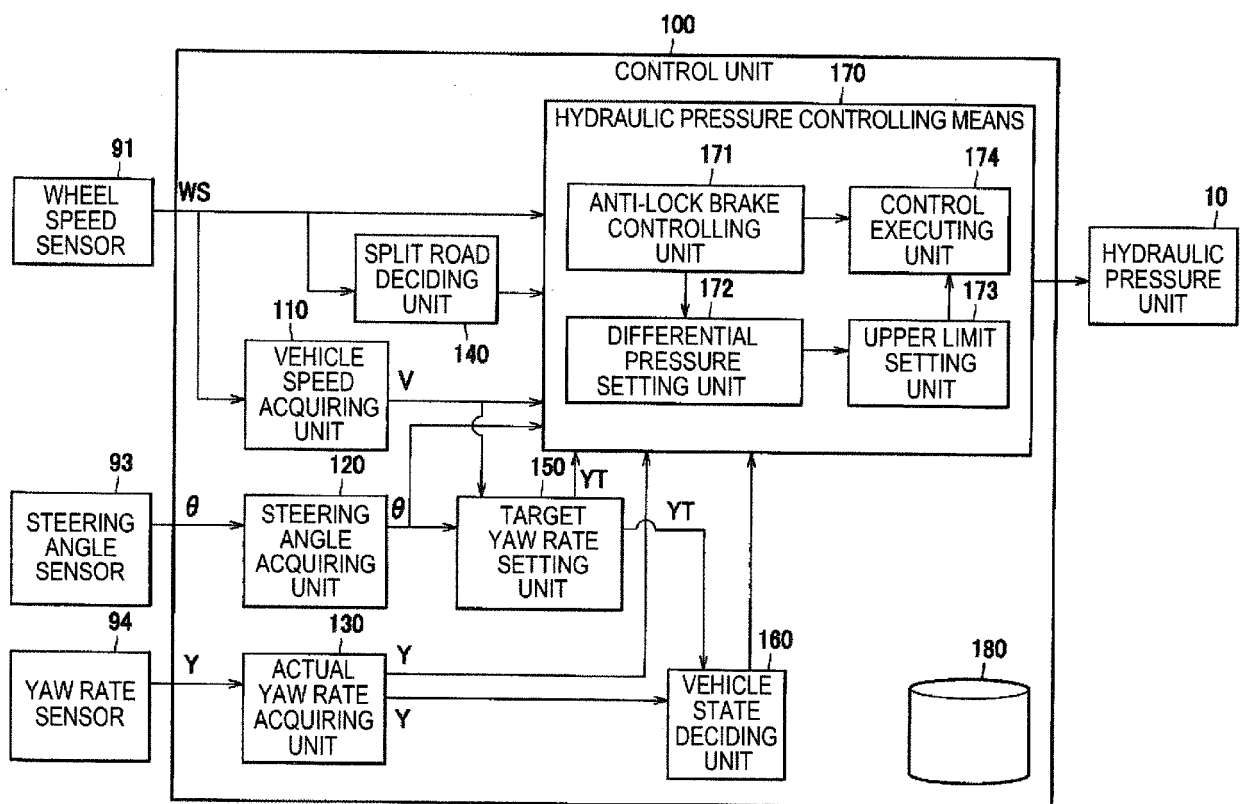 100
CONTROL UNIT
170
HYDRAULIC PRESSURE CONTROLLING MEANS
91
WHEEL
SPEED
SENSOR
WS
171
ANTI-LOCK BRAKE
CONTROLLING
UNIT
174
CONTROL
EXECUTING
UNIT
10
HYDRAULIC
PRESSURE
UNIT
SPLIT ROAD
DECIDING
UNIT
140
172
DIFFERENTIAL
PRESSURE
SETTING UNIT
173
UPPER LIMIT
SETTING
UNIT
110
VEHICLE
SPEED
ACQUIRING
UNIT
V
93
STEERING
ANGLE
SENSOR
θ
120
STEERING
ANGLE
ACQUIRING
UNIT
θ
150
YT
TARGET
YAW RATE
SETTING
UNIT
YT
94
YAW RATE
SENSOR
Y
130
ACTUAL
YAW RATE
ACQUIRING
UNIT
Y
Y
160
VEHICLE
STATE
DECIDING
UNIT
180